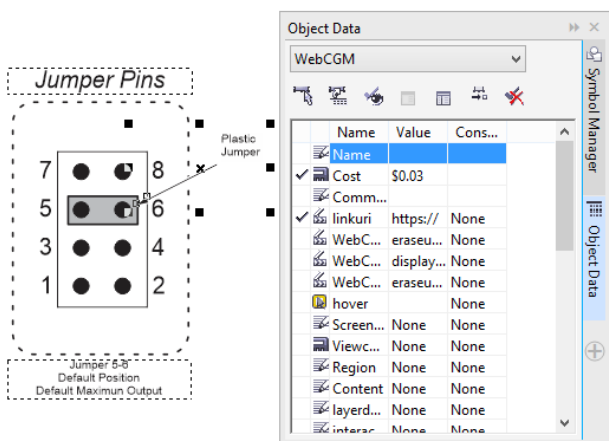 Jumper Pins
Plastic
Jumper
7 8
5 6
3 4
1 2
Jumper 5-6
Default Position
Default Maximun Output
Object Data
WebCGM
Name Value Cons...
Name
Cost $0.03
Comm...
linkuri https:// None
WebC... eraseu... None
WebC... display... None
WebC... eraseu... None
hover None
Screen... None None
Viewc... None None
Region None None
Content None None
layerd... None None
interac... None None
Symbol Manager
Object Data